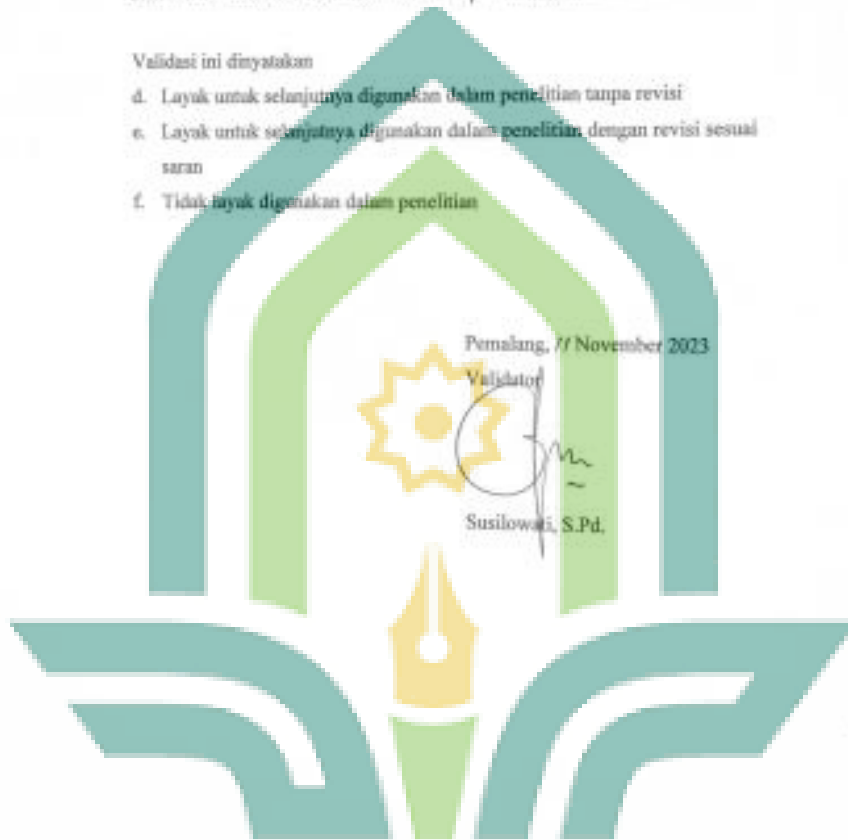 Validasi ini dinyatakan
d. Layak untuk selanjutnya digunakan dalam penelitian tanpa revisi
e. Layak untuk selanjutnya digunakan dalam penelitian dengan revisi sesuai
saran
f. Tidak layak digunakan dalam penelitian
Pemalang, 11 November 2023
Validator
Susilowati, S.Pd.